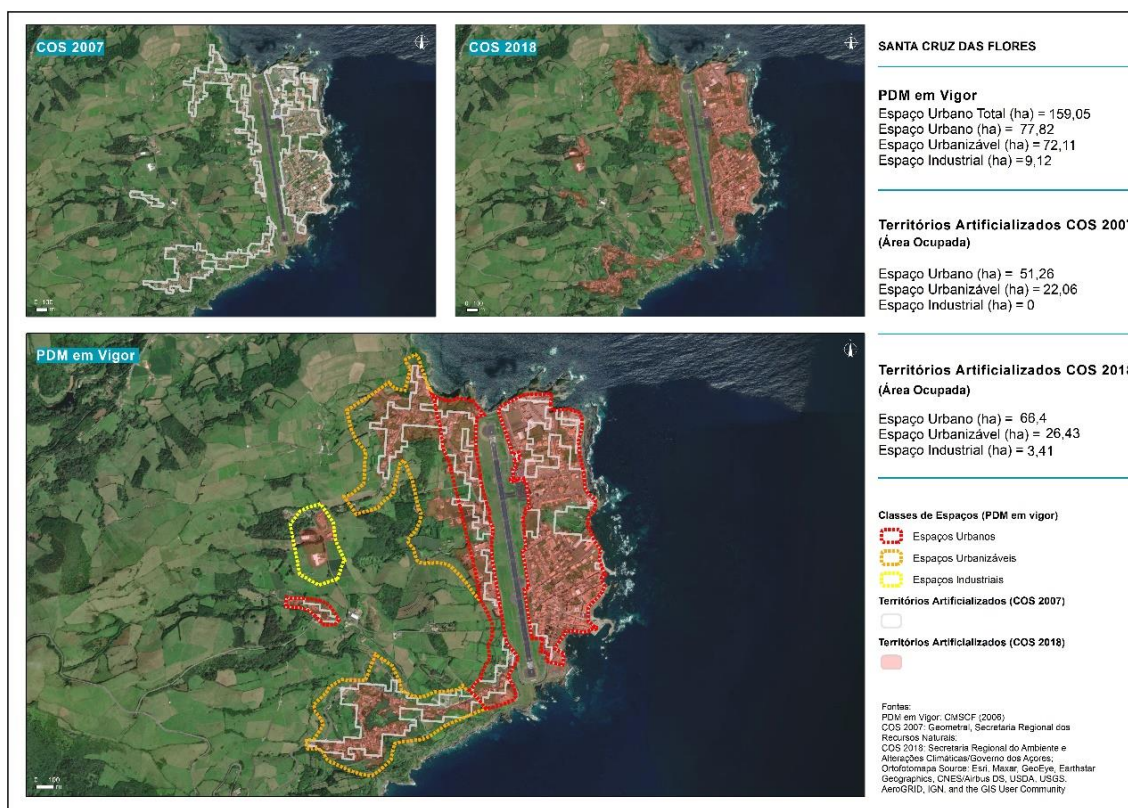 COS 2007
COS 2018
PDM em Vigor
SANTA CRUZ DAS FLORES
PDM em Vigor
Espaço Urbano Total (ha) = 159,05
Espaço Urbano (ha) = 77,82
Espaço Urbanizável (ha) = 72,11
Espaço Industrial (ha) = 9,12
Territórios Artificializados COS 2007
(Área Ocupada)
Espaço Urbano (ha) = 51,26
Espaço Urbanizável (ha) = 22,06
Espaço Industrial (ha) = 0
Territórios Artificializados COS 2018
(Área Ocupada)
Espaço Urbano (ha) = 66,4
Espaço Urbanizável (ha) = 26,43
Espaço Industrial (ha) = 3,41
Classes de Espaços (PDM em vigor)
Espaços Urbanos
Espaços Urbanizáveis
Espaços Industriais
Territórios Artificializados (COS 2007)
Territórios Artificializados (COS 2018)
Fontes:
PDM em Vigor: CMSCF (2006)
COS 2007: Geometral, Secretaria Regional dos
Recursos Naturais;
COS 2018: Secretaria Regional do Ambiente e
Alterações Climáticas/Governo dos Açores;
Ortofotomapa Source: Esri, Maxar, GeoEye, Earthstar
Geographics, CNES/Airbus DS, USDA, USGS,
AeroGRID, IGN, and the GIS User Community